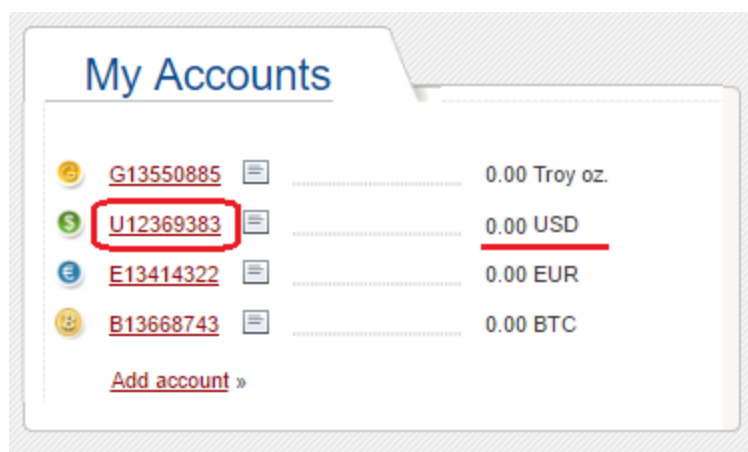 My Accounts
G13550885 0.00 Troy oz.
U12369383 0.00 USD
E13414322 0.00 EUR
B13668743 0.00 BTC
Add account »